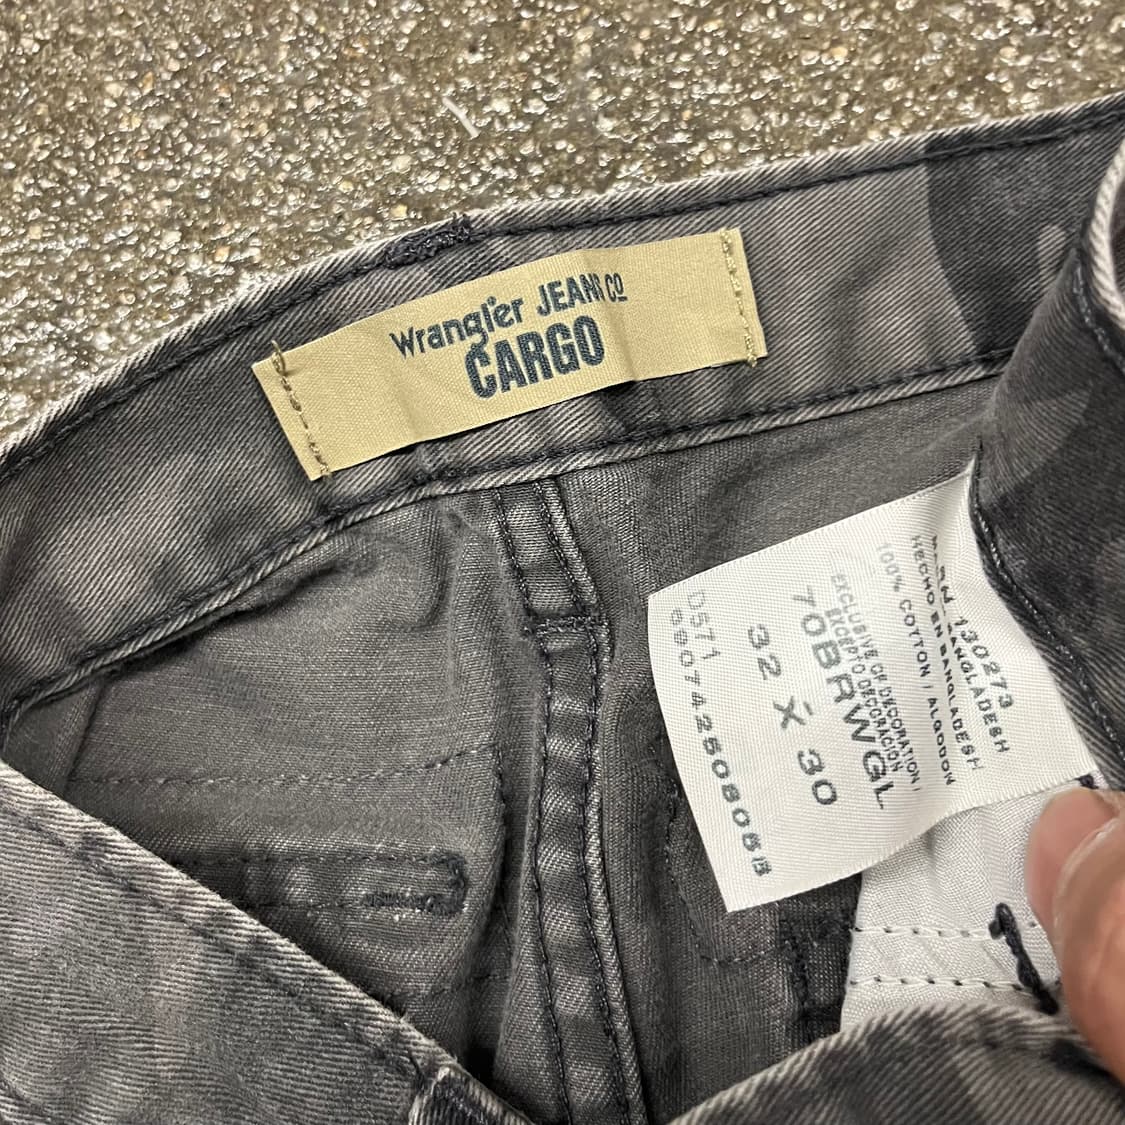 Wrangler JEANS CO
CARGO
RN 130273
HECHO EN BANGLADESH
100% COTTON / ALGODON
EXCLUSIVE OF DECORATION /
EXCEPTO DECORACION
70BRWGL
32 X 30
D571